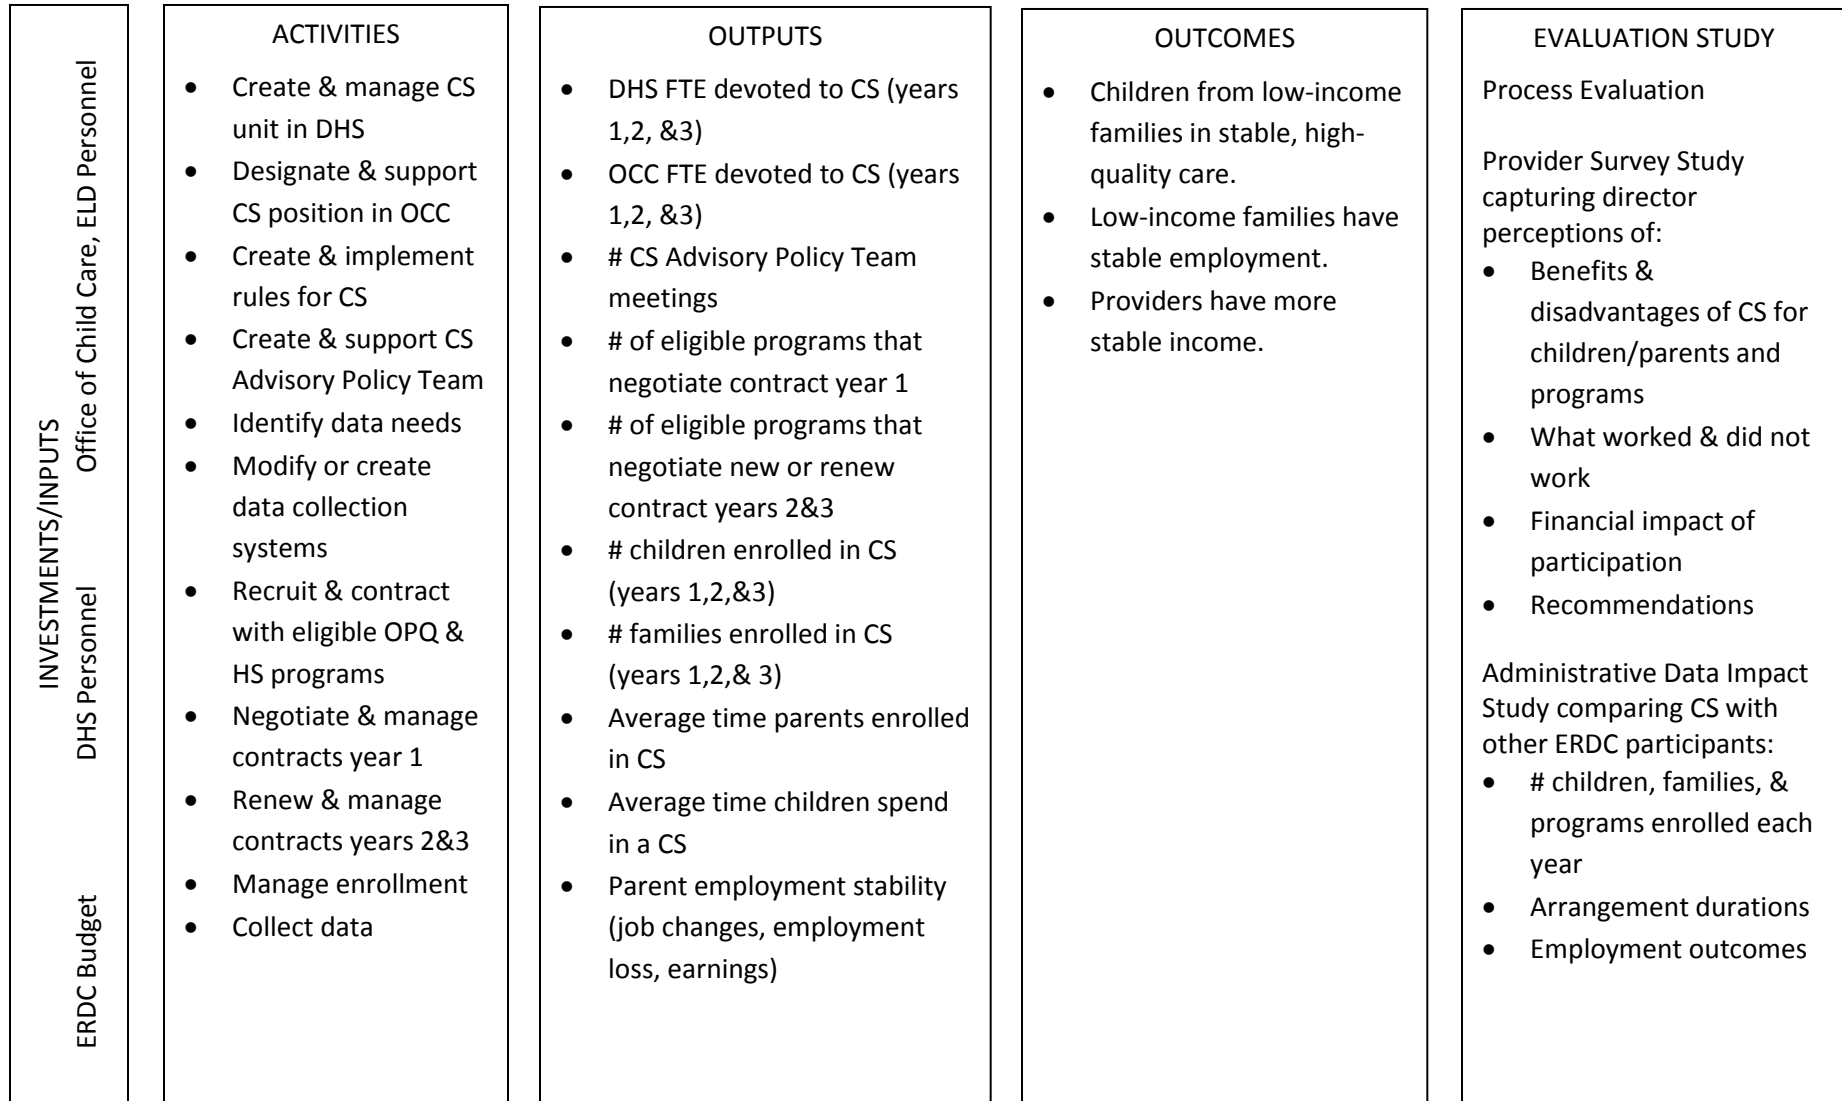 INVESTMENTS/INPUTS
ERDC Budget
DHS Personnel
Office of Child Care, ELD Personnel
ACTIVITIES
• Create & manage CS
unit in DHS
• Designate & support
CS position in OCC
• Create & implement
rules for CS
• Create & support CS
Advisory Policy Team
• Identify data needs
• Modify or create
data collection
systems
• Recruit & contract
with eligible OPQ &
HS programs
• Negotiate & manage
contracts year 1
• Renew & manage
contracts years 2&3
• Manage enrollment
• Collect data
OUTPUTS
• DHS FTE devoted to CS (years
1,2, &3)
• OCC FTE devoted to CS (years
1,2, &3)
• # CS Advisory Policy Team
meetings
• # of eligible programs that
negotiate contract year 1
• # of eligible programs that
negotiate new or renew
contract years 2&3
• # children enrolled in CS
(years 1,2,&3)
• # families enrolled in CS
(years 1,2,& 3)
• Average time parents enrolled
in CS
• Average time children spend
in a CS
• Parent employment stability
(job changes, employment
loss, earnings)
OUTCOMES
• Children from low-income
families in stable, high-
quality care.
• Low-income families have
stable employment.
• Providers have more
stable income.
EVALUATION STUDY
Process Evaluation
Provider Survey Study
capturing director
perceptions of:
• Benefits &
disadvantages of CS for
children/parents and
programs
• What worked & did not
work
• Financial impact of
participation
• Recommendations
Administrative Data Impact
Study comparing CS with
other ERDC participants:
• # children, families, &
programs enrolled each
year
• Arrangement durations
• Employment outcomes